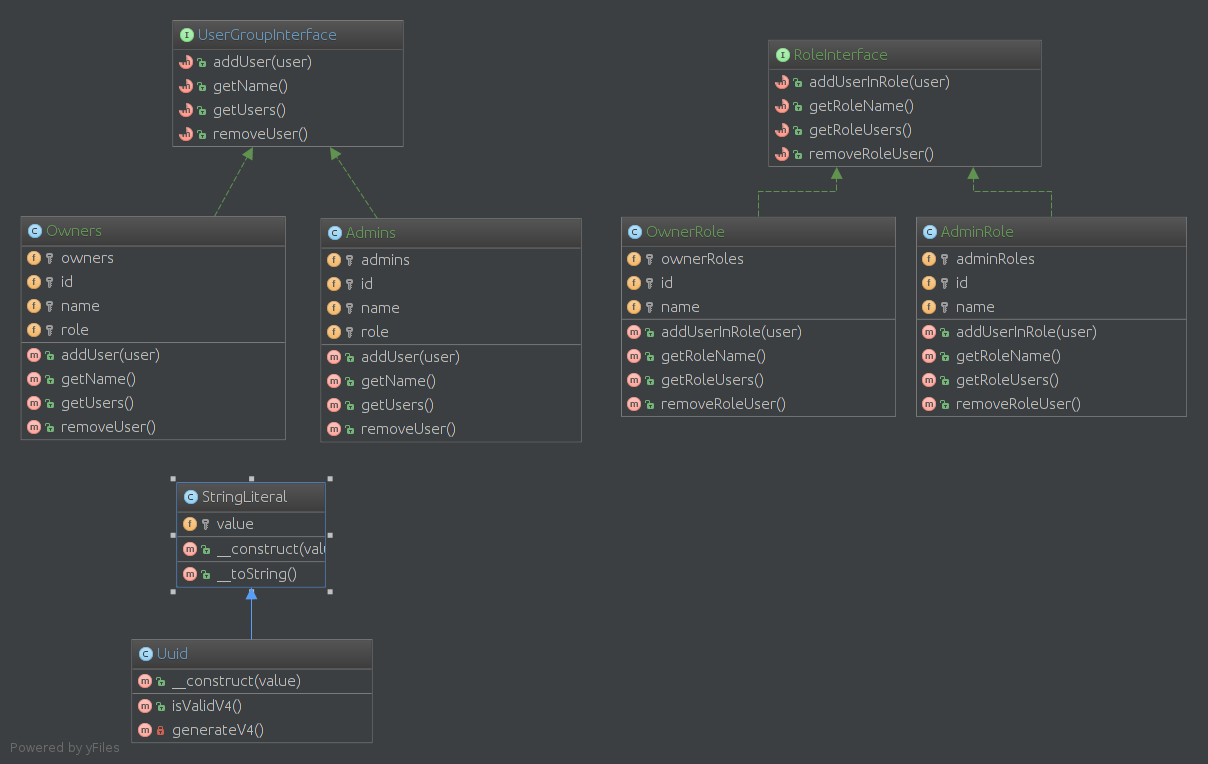 UserGroupInterface
addUser(user)
getName()
getUsers()
removeUser()
RoleInterface
addUserInRole(user)
getRoleName()
getRoleUsers()
removeRoleUser()
Owners
owners
id
name
role
addUser(user)
getName()
getUsers()
removeUser()
Admins
admins
id
name
role
addUser(user)
getName()
getUsers()
removeUser()
OwnerRole
ownerRoles
id
name
addUserInRole(user)
getRoleName()
getRoleUsers()
removeRoleUser()
AdminRole
adminRoles
id
name
addUserInRole(user)
getRoleName()
getRoleUsers()
removeRoleUser()
StringLiteral
value
__construct(valu
__toString()
Uuid
__construct(value)
isValidV4()
generateV4()
Powered by yFiles